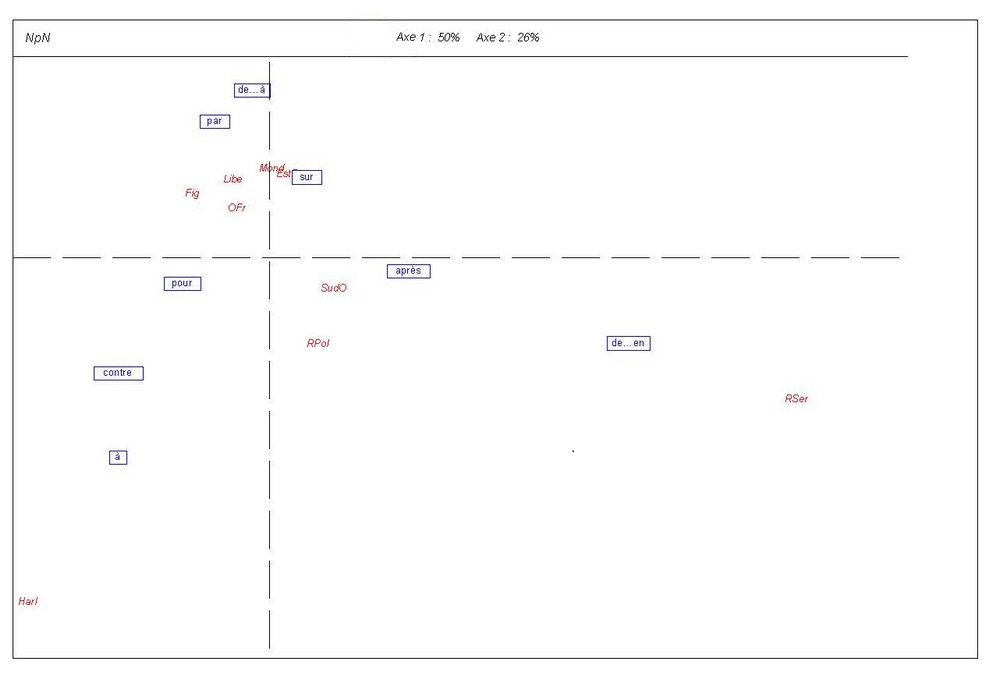 NpN
Axe 1 : 50% Axe 2 : 26%
de...à
par
Mond
Est
sur
Libe
Fig
OFr
après
pour
SudO
RPol
de...en
contre
RSer
à
Harl